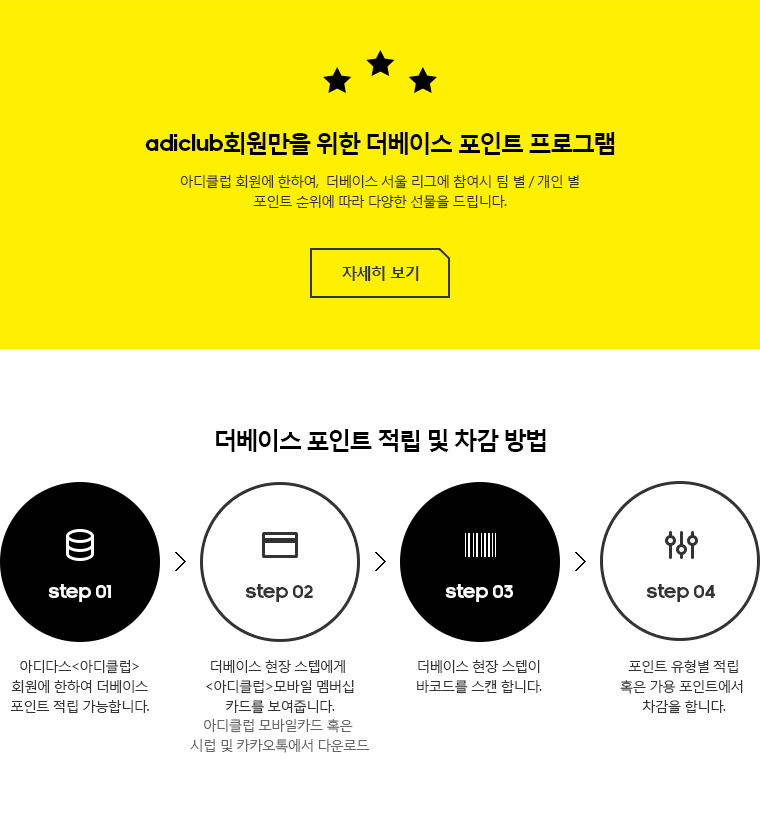 adiclub회원만을 위한 더베이스 포인트 프로그램
아디클럽 회원에 한하여, 더베이스 서울 리그에 참여시 팀 별 / 개인 별
포인트 순위에 따라 다양한 선물을 드립니다.
자세히 보기
더베이스 포인트 적립 및 차감 방법
step 01
아디다스<아디클럽>
회원에 한하여 더베이스
포인트 적립 가능합니다.
step 02
더베이스 현장 스텝에게
<아디클럽>모바일 멤버십
카드를 보여줍니다.
아디클럽 모바일카드 혹은
시럽 및 카카오톡에서 다운로드
step 03
더베이스 현장 스텝이
바코드를 스캔 합니다.
step 04
포인트 유형별 적립
혹은 가용 포인트에서
차감을 합니다.